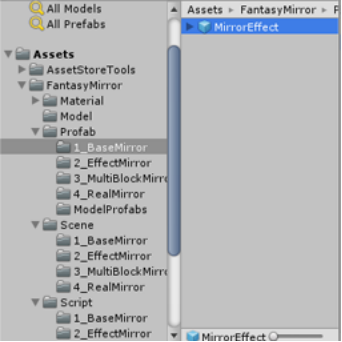 All Models
All Prefabs
Assets
AssetStoreTools
FantasyMirror
Material
Model
Profab
1_BaseMirror
2_EffectMirror
3_MultiBlockMirro
4_RealMirror
ModelProfabs
Scene
1_BaseMirror
2_EffectMirror
3_MultiBlockMirro
4_RealMirror
Script
1_BaseMirror
2_EffectMirror
Assets ▸ FantasyMirror ▸ P
MirrorEffect
MirrorEffect